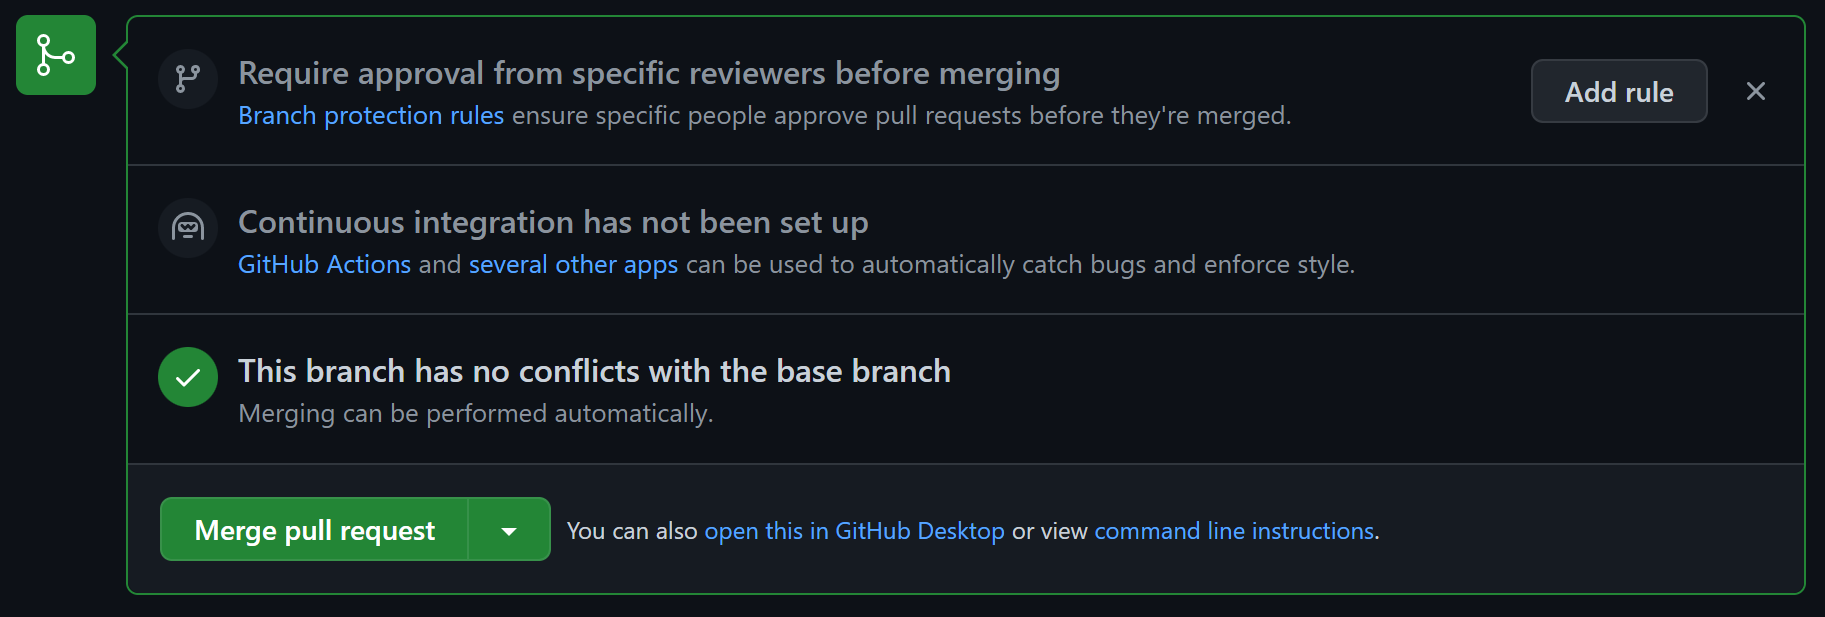 Require approval from specific reviewers before merging
Branch protection rules ensure specific people approve pull requests before they're merged.
Add rule
Continuous integration has not been set up
GitHub Actions and several other apps can be used to automatically catch bugs and enforce style.
This branch has no conflicts with the base branch
Merging can be performed automatically.
Merge pull request
You can also open this in GitHub Desktop or view command line instructions.